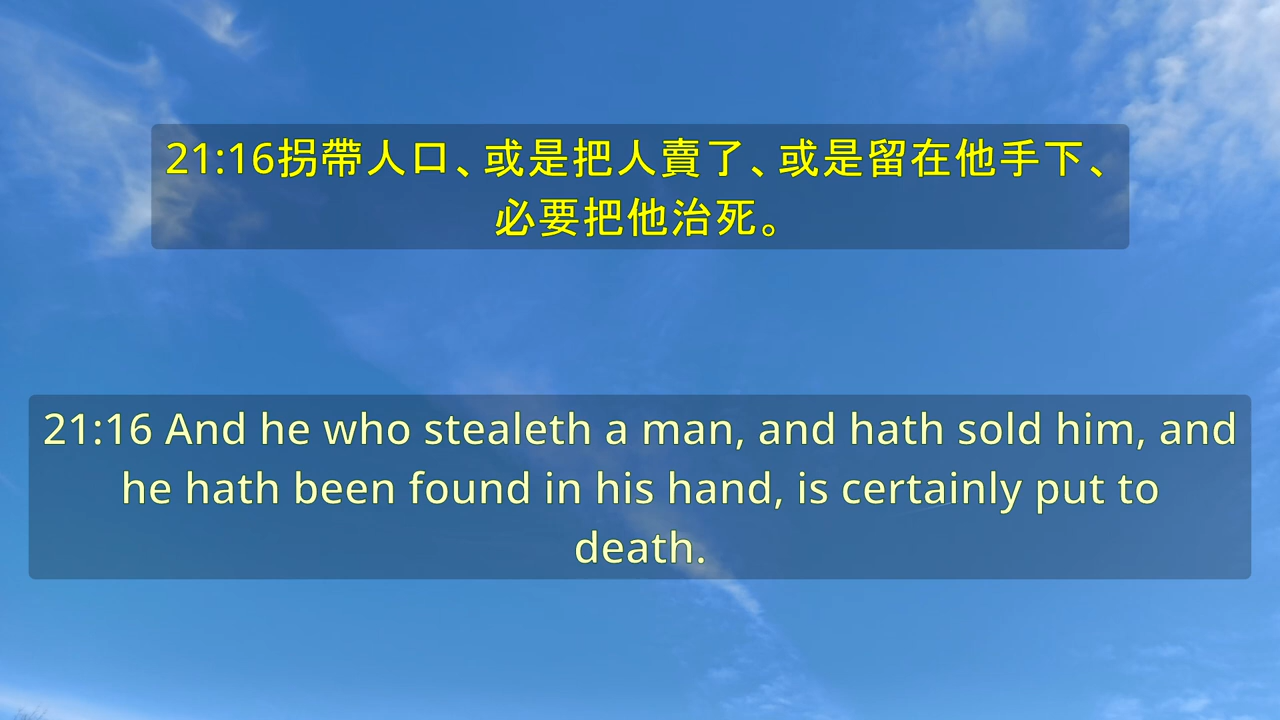 21:16拐帶人口、或是把人賣了、或是留在他手下、
必要把他治死。
21:16 And he who stealeth a man, and hath sold him, and
he hath been found in his hand, is certainly put to
death.